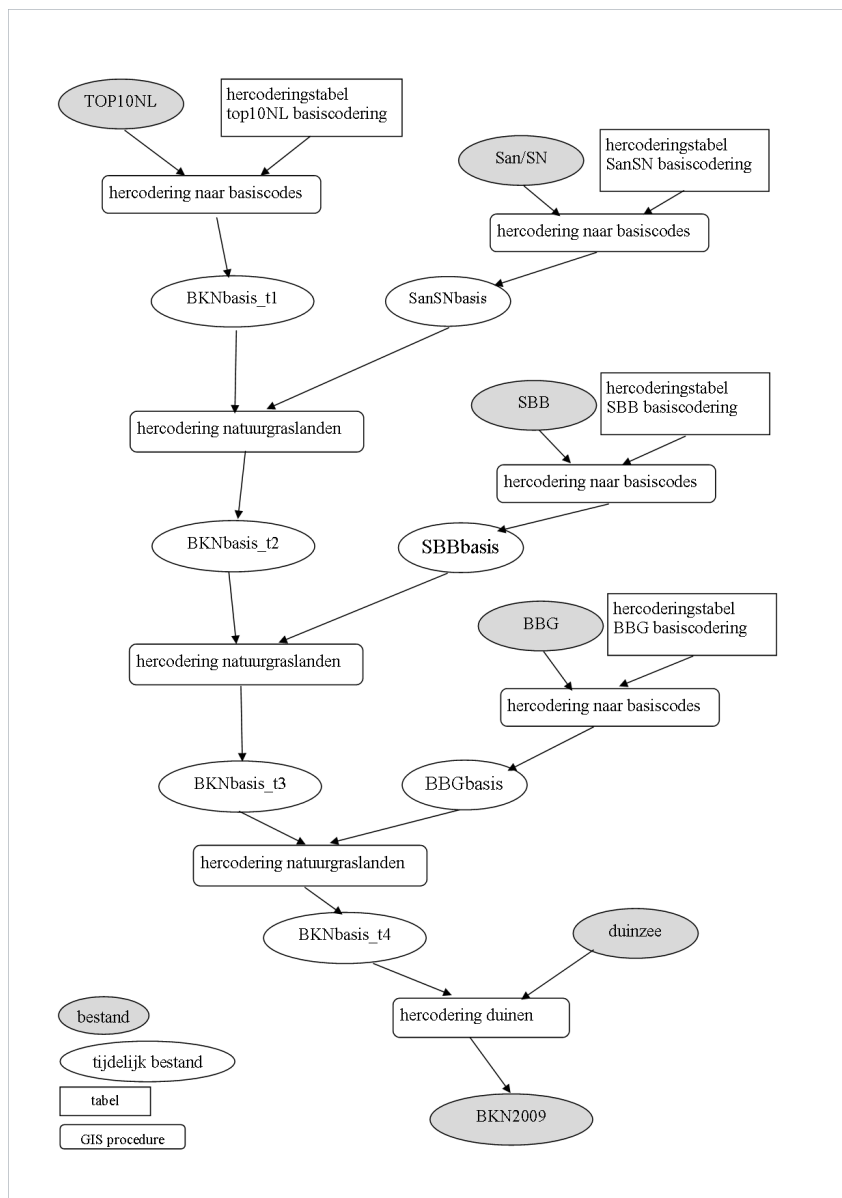 TOP10NL
hercoderingstabel
top10NL basiscodering
San/SN
hercoderingstabel
SanSN basiscodering
hercodering naar basiscodes
hercodering naar basiscodes
BKNbasis_t1
SanSNbasis
hercodering natuurgraslanden
SBB
hercoderingstabel
SBB basiscodering
hercodering naar basiscodes
BKNbasis_t2
SBBbasis
BBG
hercoderingstabel
BBG basiscodering
hercodering natuurgraslanden
hercodering naar basiscodes
BKNbasis_t3
BBGbasis
hercodering natuurgraslanden
BKNbasis_t4
duinzee
hercodering duinen
BKN2009
bestand
tijdelijk bestand
tabel
GIS procedure